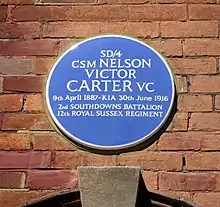 SD/4
CSM NELSON
VICTOR
CARTER VC
9th April 1887-KIA 30th June 1916
2nd SOUTHDOWNS BATTALION
12th ROYAL SUSSEX REGIMENT